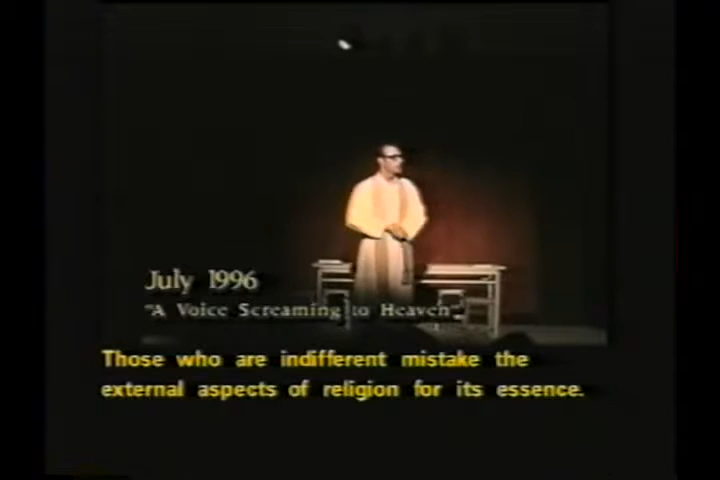 July 1996
"A Voice Screaming to Heaven"
Those who are indifferent mistake the
external aspects of religion for its essence.